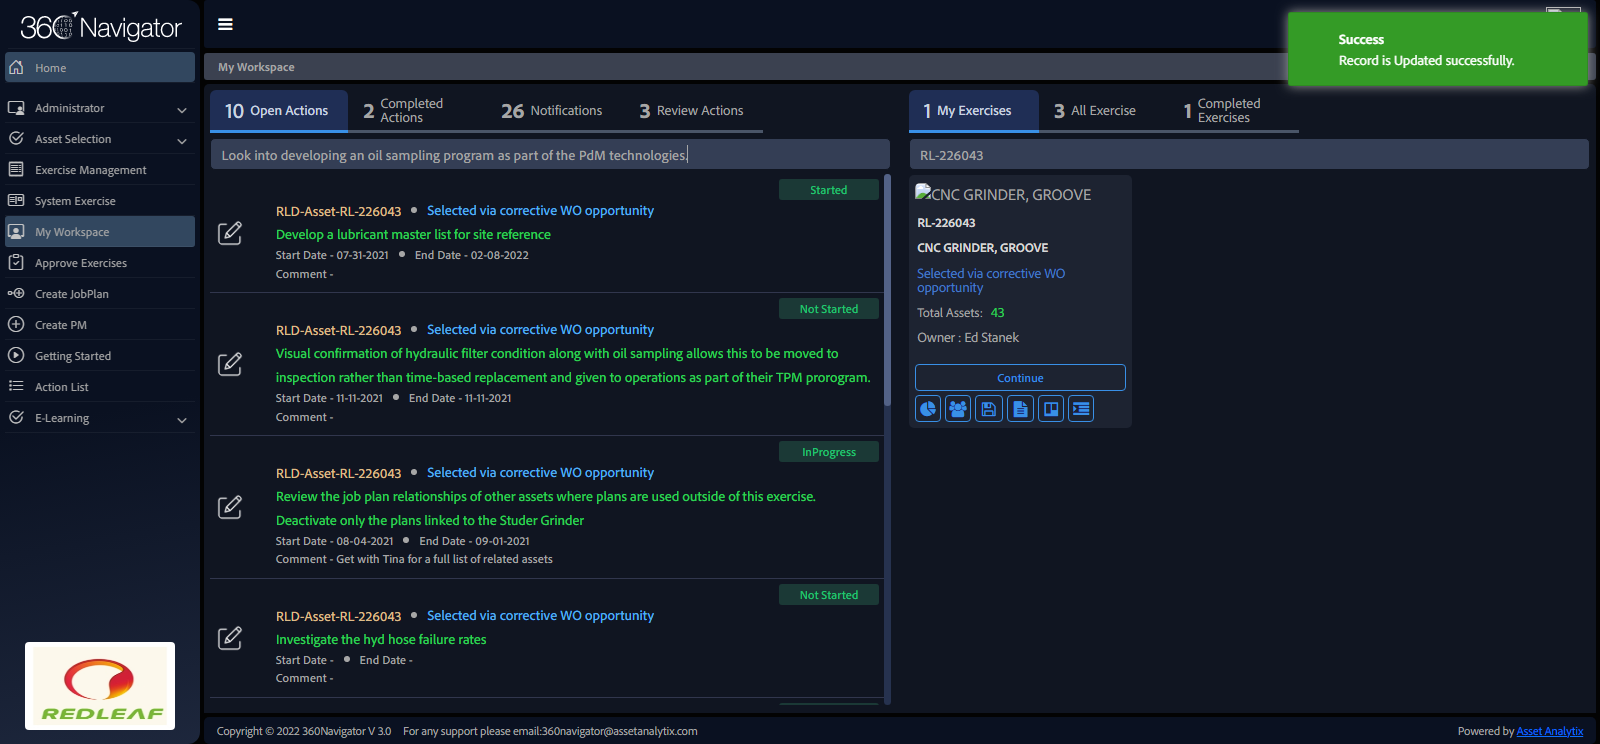 360 Navigator
Home
Administrator
Asset Selection
Exercise Management
System Exercise
My Workspace
Approve Exercises
Create JobPlan
Create PM
Getting Started
Action List
E-Learning
REDLEAF
Success
Record is Updated successfully.
My Workspace
10 Open Actions
2 Completed Actions
26 Notifications
3 Review Actions
Look into developing an oil sampling program as part of the PdM technologies.
Started
RLD-Asset-RL-226043 • Selected via corrective WO opportunity
Develop a lubricant master list for site reference
Start Date - 07-31-2021 • End Date - 02-08-2022
Comment -
Not Started
RLD-Asset-RL-226043 • Selected via corrective WO opportunity
Visual confirmation of hydraulic filter condition along with oil sampling allows this to be moved to
inspection rather than time-based replacement and given to operations as part of their TPM prorogram.
Start Date - 11-11-2021 • End Date - 11-11-2021
Comment -
InProgress
RLD-Asset-RL-226043 • Selected via corrective WO opportunity
Review the job plan relationships of other assets where plans are used outside of this exercise.
Deactivate only the plans linked to the Studer Grinder
Start Date - 08-04-2021 • End Date - 09-01-2021
Comment - Get with Tina for a full list of related assets
Not Started
RLD-Asset-RL-226043 • Selected via corrective WO opportunity
Investigate the hyd hose failure rates
Start Date - • End Date -
Comment -
1 My Exercises
3 All Exercise
1 Completed Exercises
RL-226043
CNC GRINDER, GROOVE
RL-226043
CNC GRINDER, GROOVE
Selected via corrective WO
opportunity
Total Assets: 43
Owner : Ed Stanek
Continue
Copyright © 2022 360Navigator V 3.0 For any support please email:360navigator@assetanalytix.com
Powered by Asset Analytix